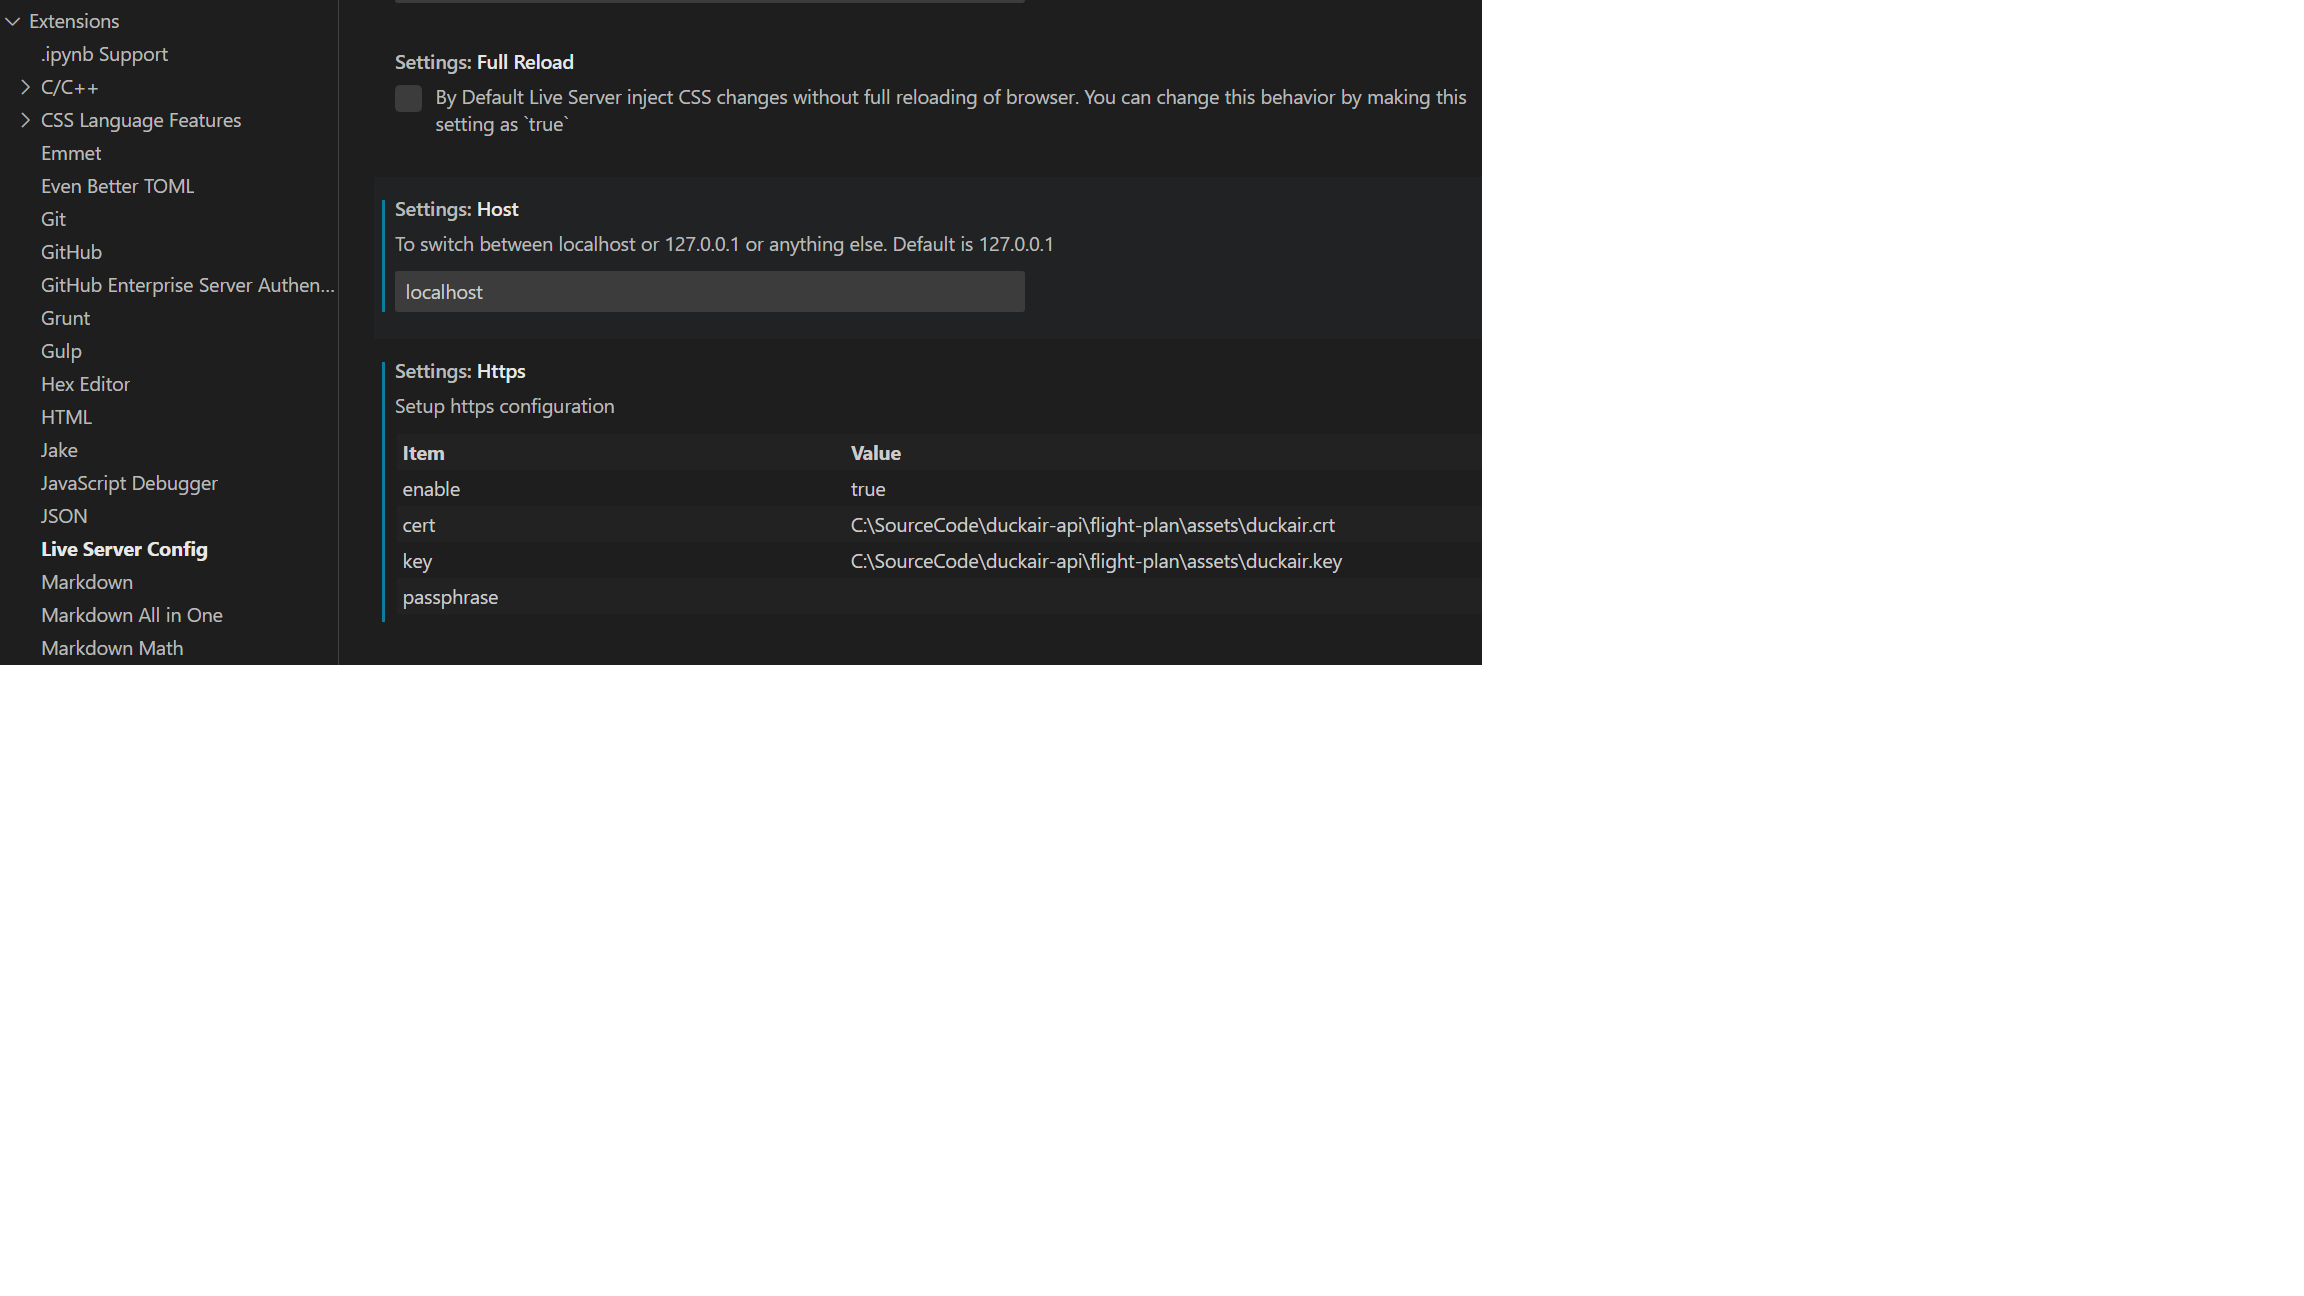 Extensions
.ipynb Support
C/C++
CSS Language Features
Emmet
Even Better TOML
Git
GitHub
GitHub Enterprise Server Authen...
Grunt
Gulp
Hex Editor
HTML
Jake
JavaScript Debugger
JSON
Live Server Config
Markdown
Markdown All in One
Markdown Math
Settings: Full Reload
By Default Live Server inject CSS changes without full reloading of browser. You can change this behavior by making this
setting as `true`
Settings: Host
To switch between localhost or 127.0.0.1 or anything else. Default is 127.0.0.1
localhost
Settings: Https
Setup https configuration
Item Value
enable true
cert C:\SourceCode\duckair-api\flight-plan\assets\duckair.crt
key C:\SourceCode\duckair-api\flight-plan\assets\duckair.key
passphrase